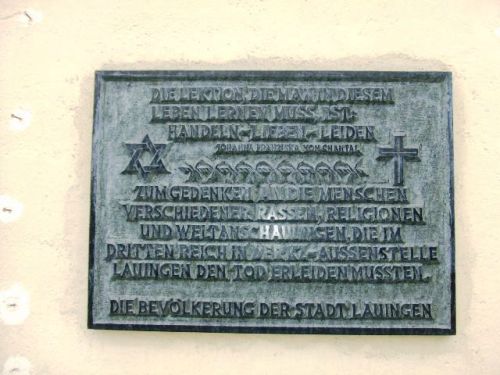 DIE LEKTION, DIE MAN IN DIESEM
LEBEN LERNEN MUSS, IST:
HANDELN – LIEBEN – LEIDEN
JOHANNA FRANZISKA VON CHANTAL
ZUM GEDENKEN AN DIE MENSCHEN
VERSCHIEDENER RASSEN, RELIGIONEN
UND WELTANSCHAUUNGEN, DIE IM
DRITTEN REICH IN DER KZ-AUSSENSTELLE
LAUINGEN DEN TOD ERLEIDEN MUSSTEN.
DIE BEVÖLKERUNG DER STADT LAUINGEN